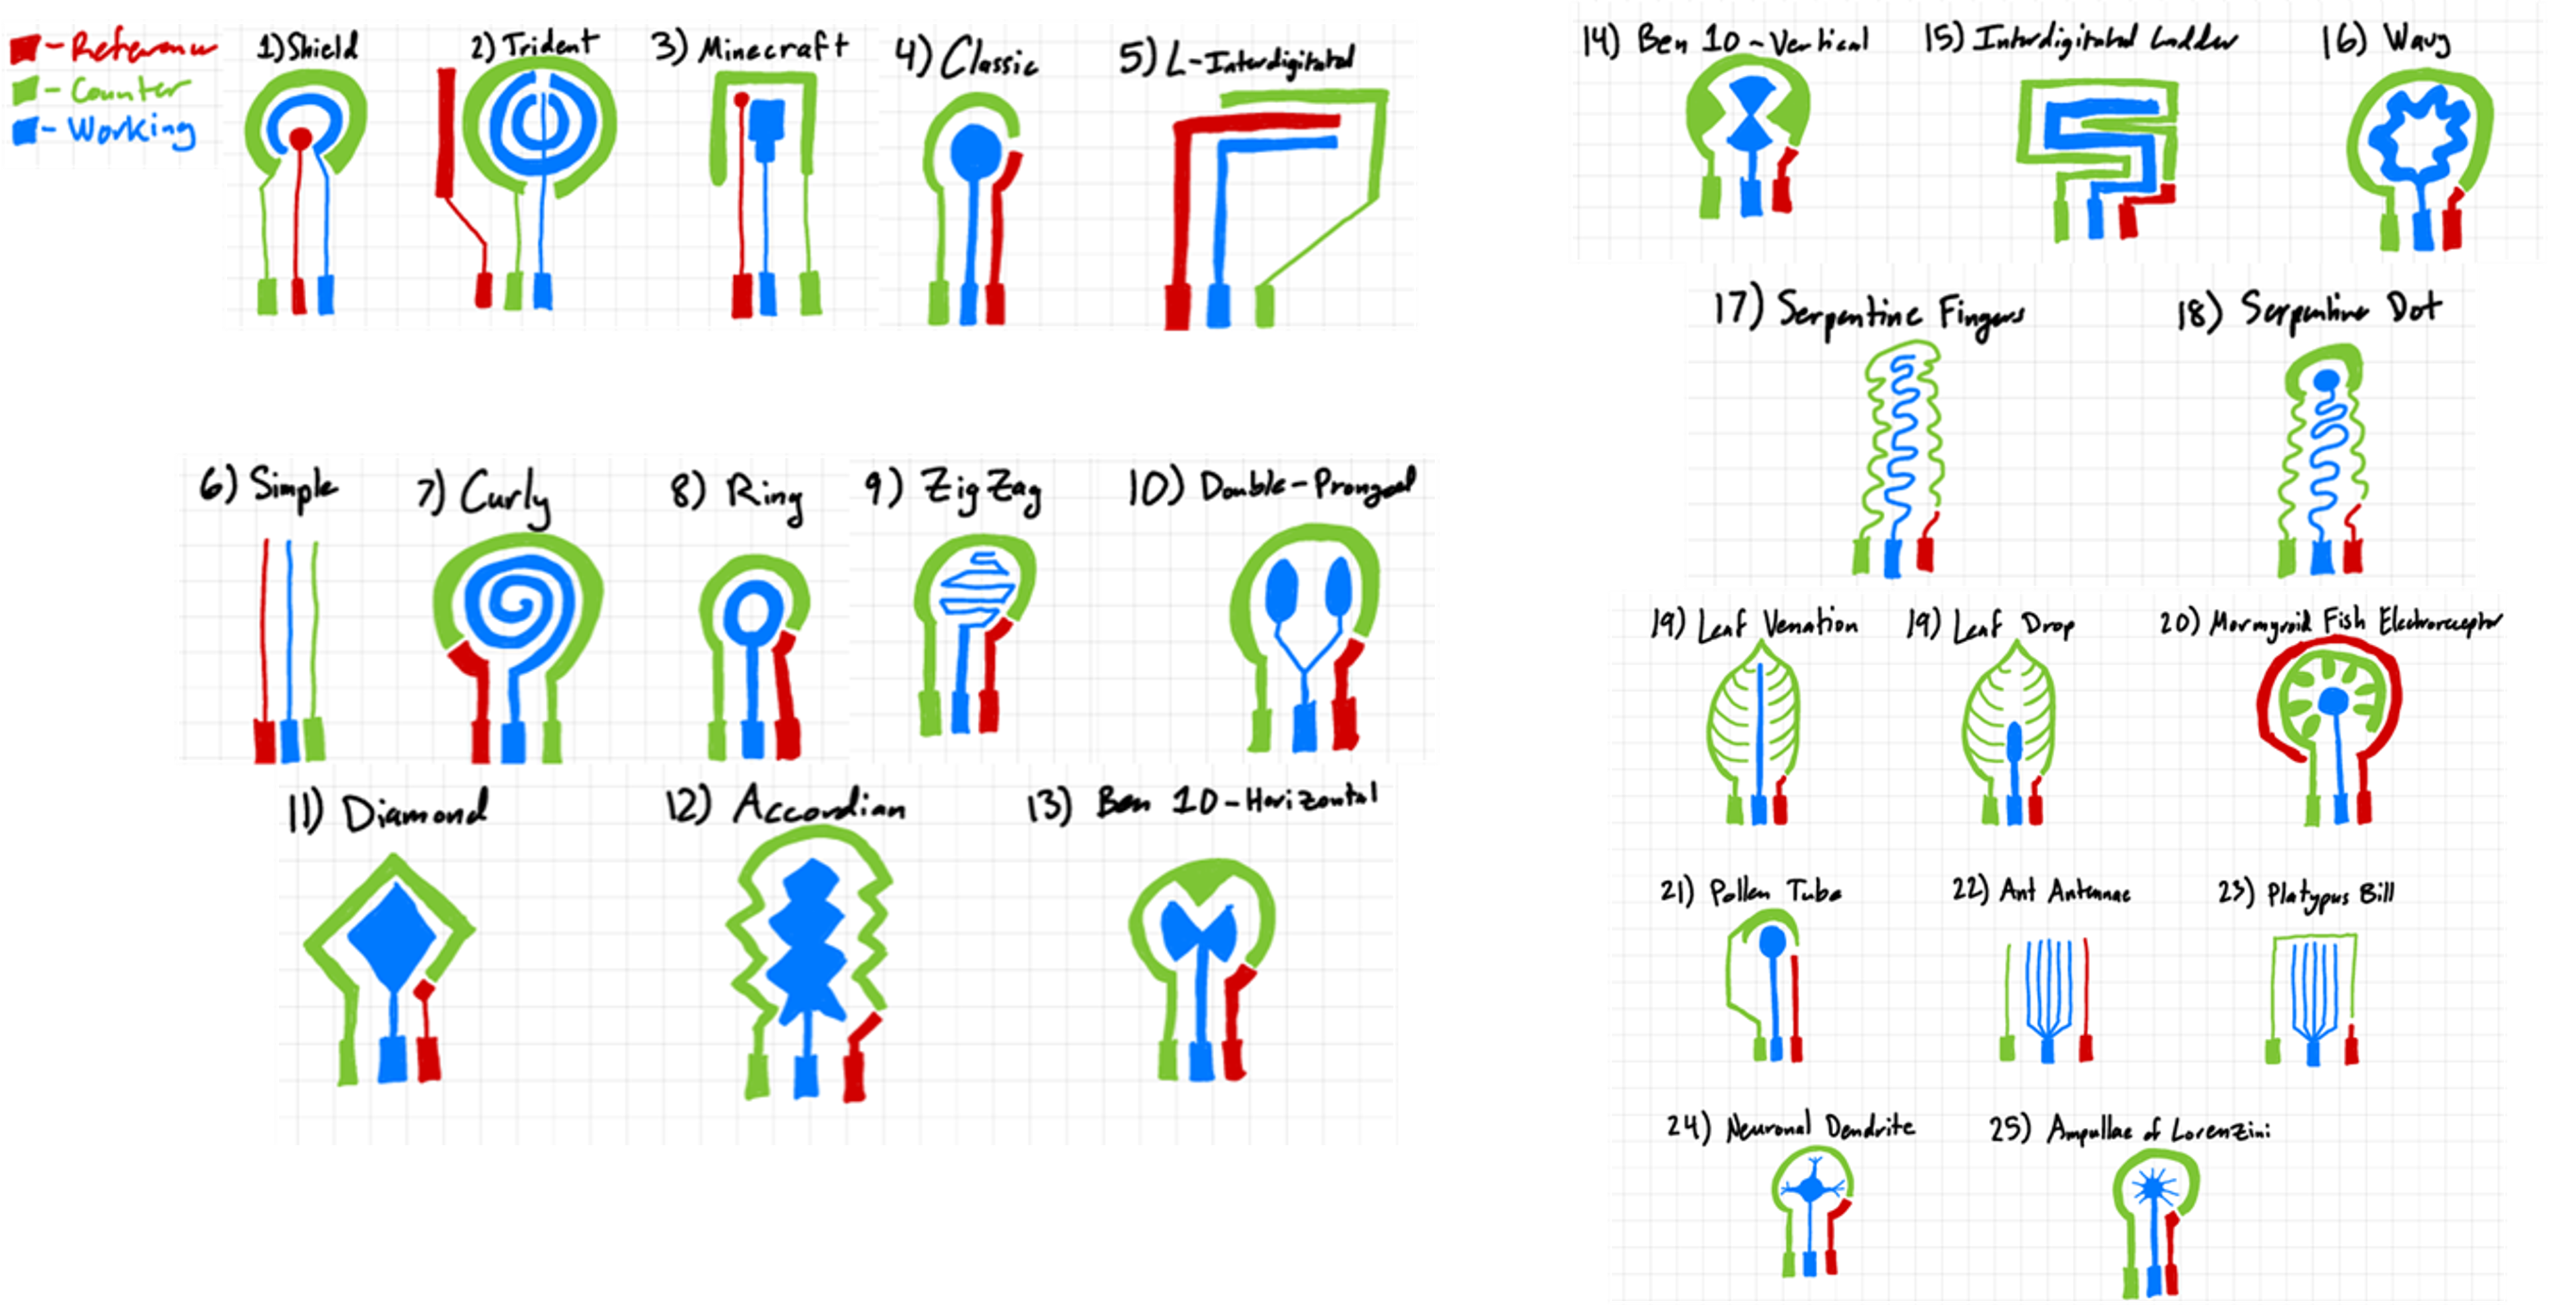 - Reference
- Counter
- Working
1) Shield
2) Trident
3) Minecraft
4) Classic
5) L-Interdigitated
6) Simple
7) Curly
8) Ring
9) Zig Zag
10) Double-Pronged
11) Diamond
12) Accordian
13) Ben 10-Horizontal
14) Ben 10-Vertical
15) Interdigitated Ladder
16) Wavy
17) Serpentine Fingers
18) Serpentine Dot
19) Leaf Venation
19) Leaf Drop
20) Mormyroid Fish Electroreceptor
21) Pollen Tube
22) Ant Antennae
23) Platypus Bill
24) Neuronal Dendrite
25) Ampullae of Lorenzini